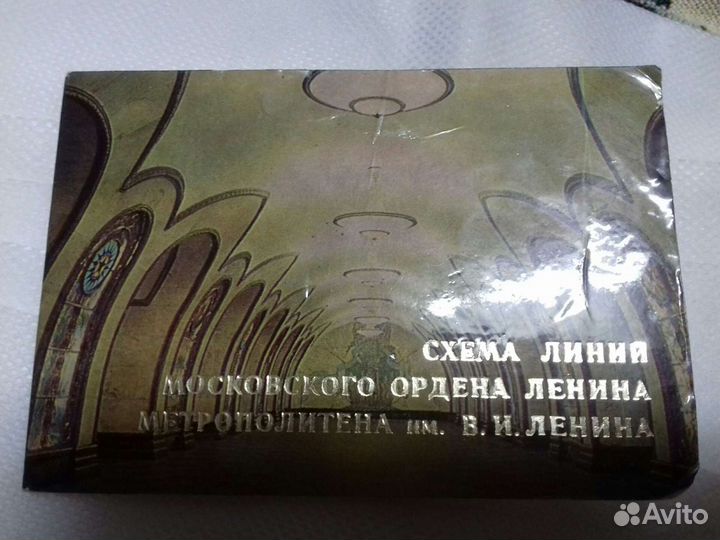 СХЕМА ЛИНИЙ
МОСКОВСКОГО ОРДЕНА ЛЕНИНА
МЕТРОПОЛИТЕНА им. В. И. ЛЕНИНА
Avito